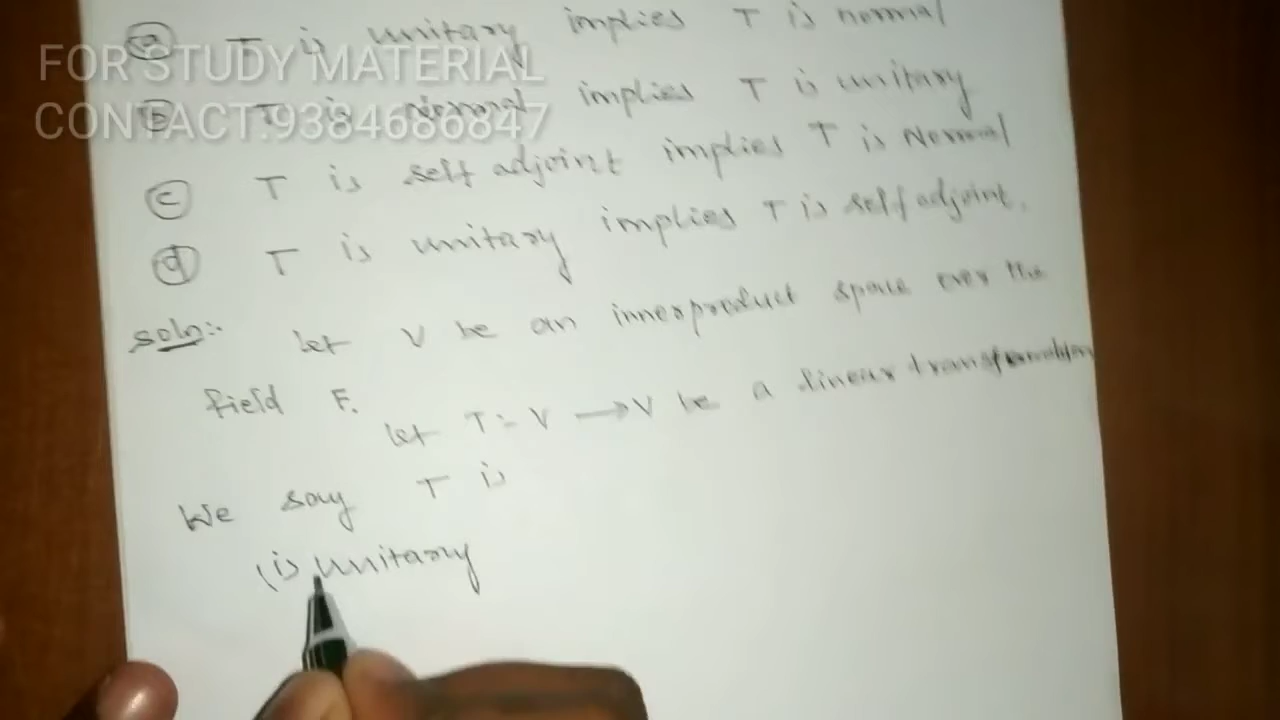 (a) T is unitary implies T is normal
FOR STUDY MATERIAL
(b) T is Normal implies T is unitary
CONTACT:9384686847
(c) T is self adjoint implies T is Normal
(d) T is unitary implies T is self adjoint.
soln:- let V be an innerproduct space over the
field F.
let T: V → V be a linear transformation
We say T is
(i) unitary